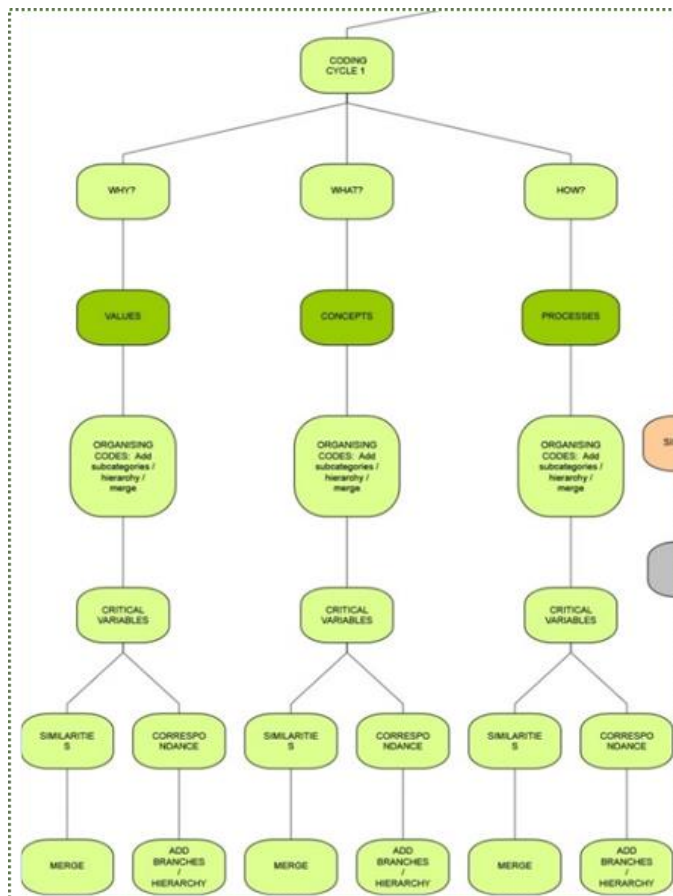 CODING
CYCLE 1
WHY?
WHAT?
HOW?
VALUES
CONCEPTS
PROCESSES
ORGANISING
CODES: Add
subcategories /
hierarchy /
merge
ORGANISING
CODES: Add
subcategories /
hierarchy /
merge
ORGANISING
CODES: Add
subcategories /
hierarchy /
merge
CRITICAL
VARIABLES
CRITICAL
VARIABLES
CRITICAL
VARIABLES
SIMILARITIE
S
CORRESPO
NDANCE
SIMILARITIE
S
CORRESPO
NDANCE
SIMILARITIE
S
CORRESPO
NDANCE
MERGE
ADD
BRANCHES
/
HIERARCHY
MERGE
ADD
BRANCHES
/
HIERARCHY
MERGE
ADD
BRANCHES
/
HIERARCHY